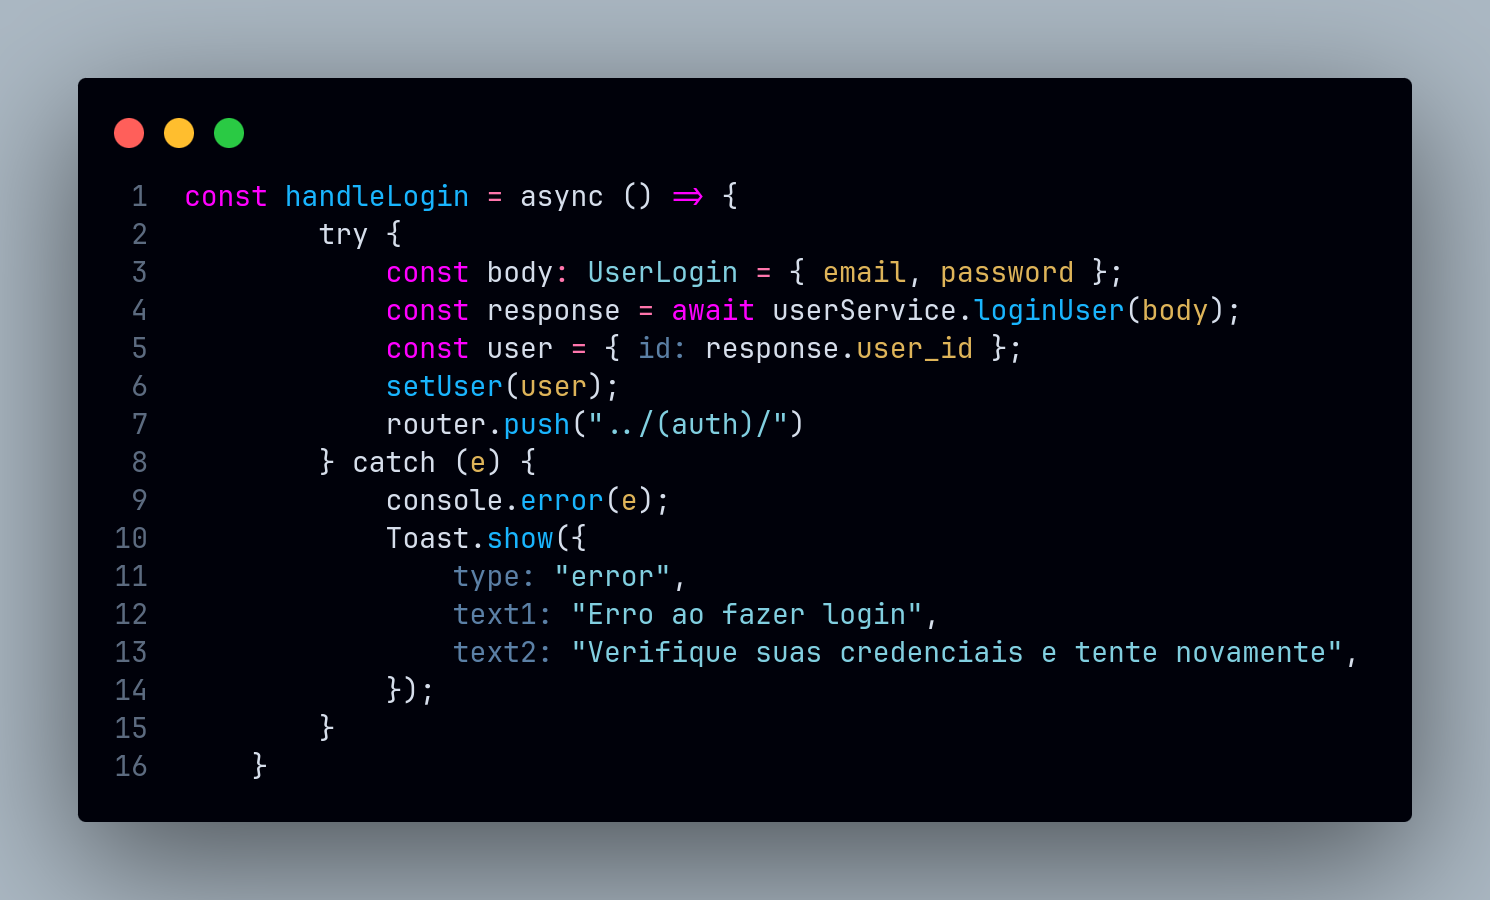 1 const handleLogin = async () => {
2 try {
3 const body: UserLogin = { email, password };
4 const response = await userService.loginUser(body);
5 const user = { id: response.user_id };
6 setUser(user);
7 router.push("../(auth)/")
8 } catch (e) {
9 console.error(e);
10 Toast.show({
11 type: "error",
12 text1: "Erro ao fazer login",
13 text2: "Verifique suas credenciais e tente novamente",
14 });
15 }
16 }